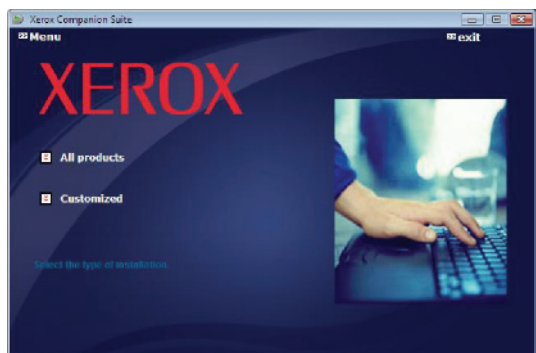 Xerox Companion Suite
Menu
exit
XEROX
All products
Customized
Select the type of installation.